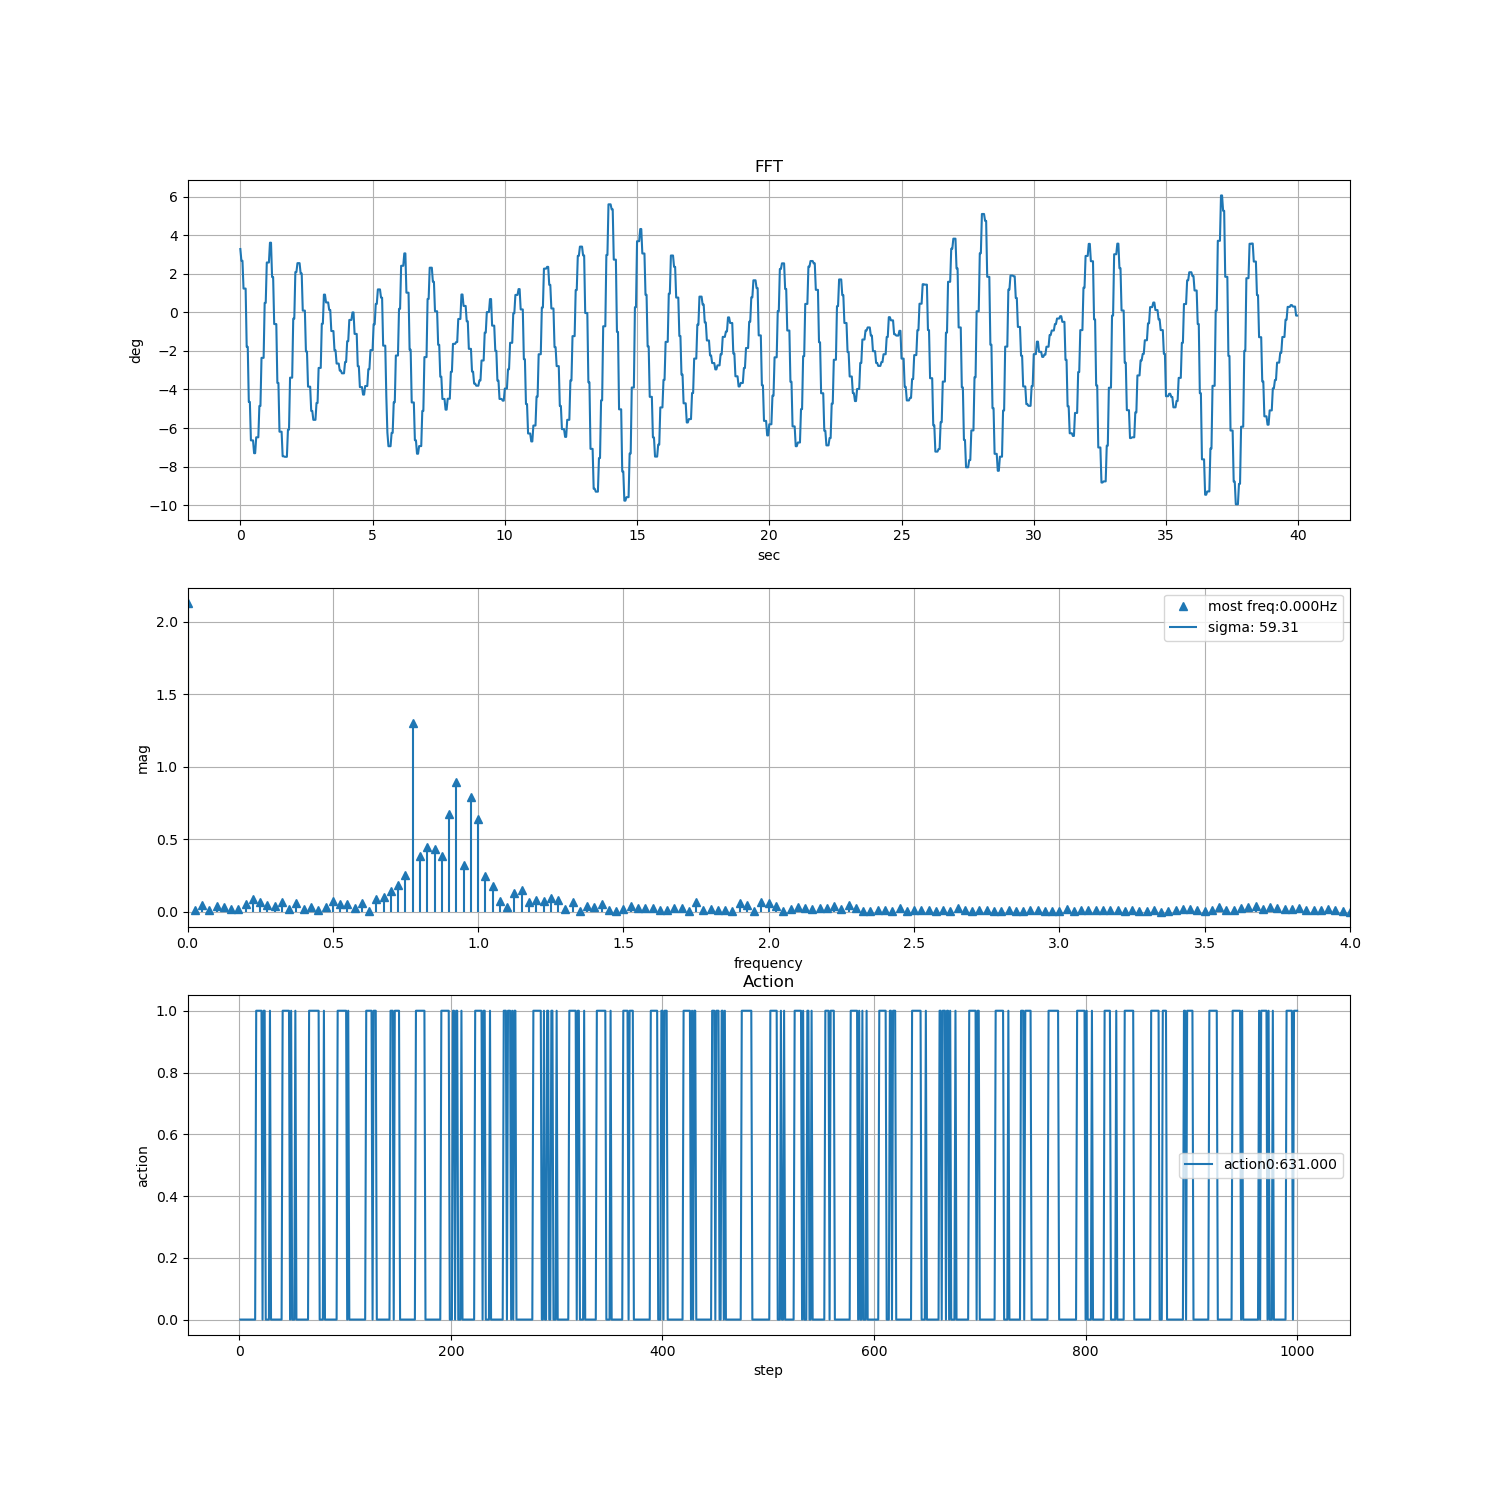 FFT
6
4
2
0
−2
−4
−6
−8
−10
deg
0 5 10 15 20 25 30 35 40
sec
most freq:0.000Hz
sigma: 59.31
2.0
1.5
1.0
0.5
0.0
mag
0.0 0.5 1.0 1.5 2.0 2.5 3.0 3.5 4.0
frequency
Action
1.0
0.8
0.6
0.4
0.2
0.0
action
action0:631.000
0 200 400 600 800 1000
step